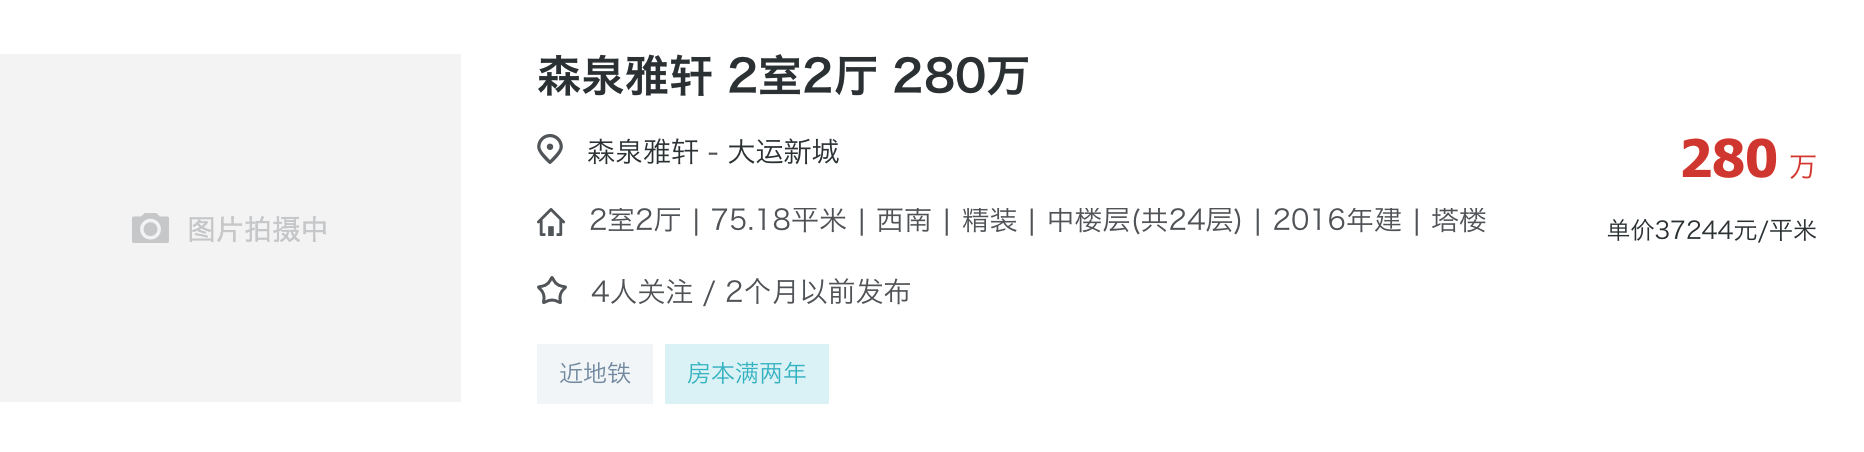 图片拍摄中
森泉雅轩 2室2厅 280万
森泉雅轩 - 大运新城
2室2厅 | 75.18平米 | 西南 | 精装 | 中楼层(共24层) | 2016年建 | 塔楼
4人关注 / 2个月以前发布
近地铁 房本满两年
280 万
单价37244元/平米